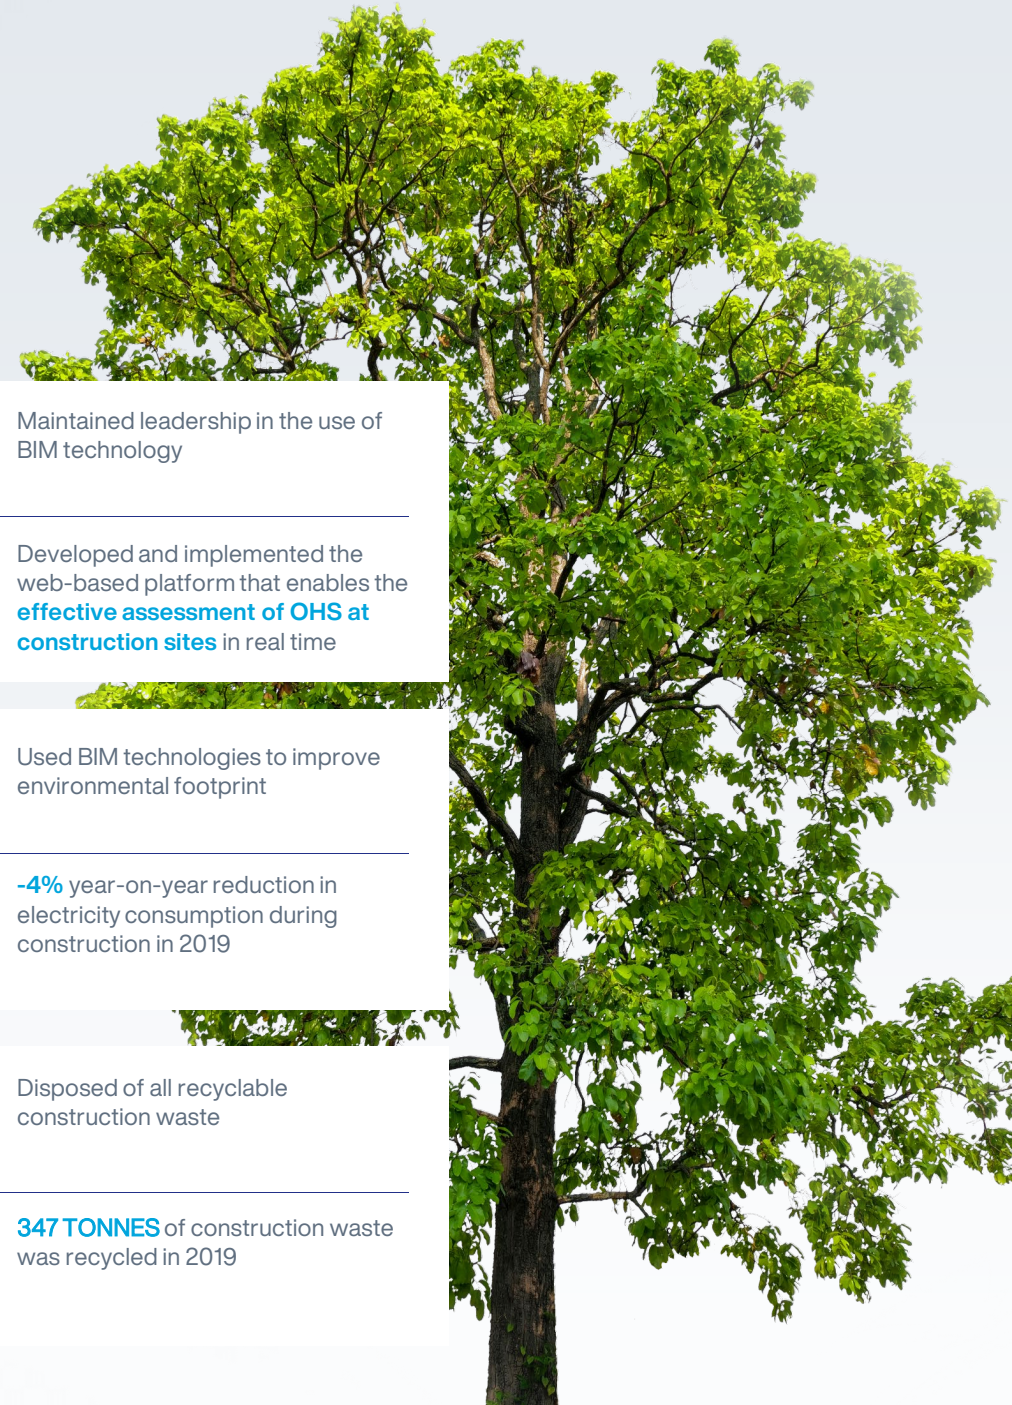 Maintained leadership in the use of
BIM technology
Developed and implemented the
web-based platform that enables the
effective assessment of OHS at
construction sites in real time
Used BIM technologies to improve
environmental footprint
-4% year-on-year reduction in
electricity consumption during
construction in 2019
Disposed of all recyclable
construction waste
347 TONNES of construction waste
was recycled in 2019